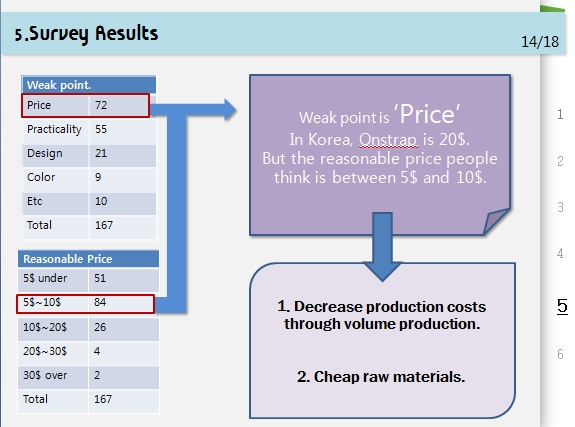 5.Survey Results
14/18
Weak point.
Price 72
Practicality 55
Design 21
Color 9
Etc 10
Total 167
Reasonable Price
5$ under 51
5$~10$ 84
10$~20$ 26
20$~30$ 4
30$ over 2
Total 167
Weak point is ‘Price’
In Korea, Onstrap is 20$.
But the reasonable price people
think is between 5$ and 10$.
1. Decrease production costs
through volume production.
2. Cheap raw materials.
1
2
3
4
5
6